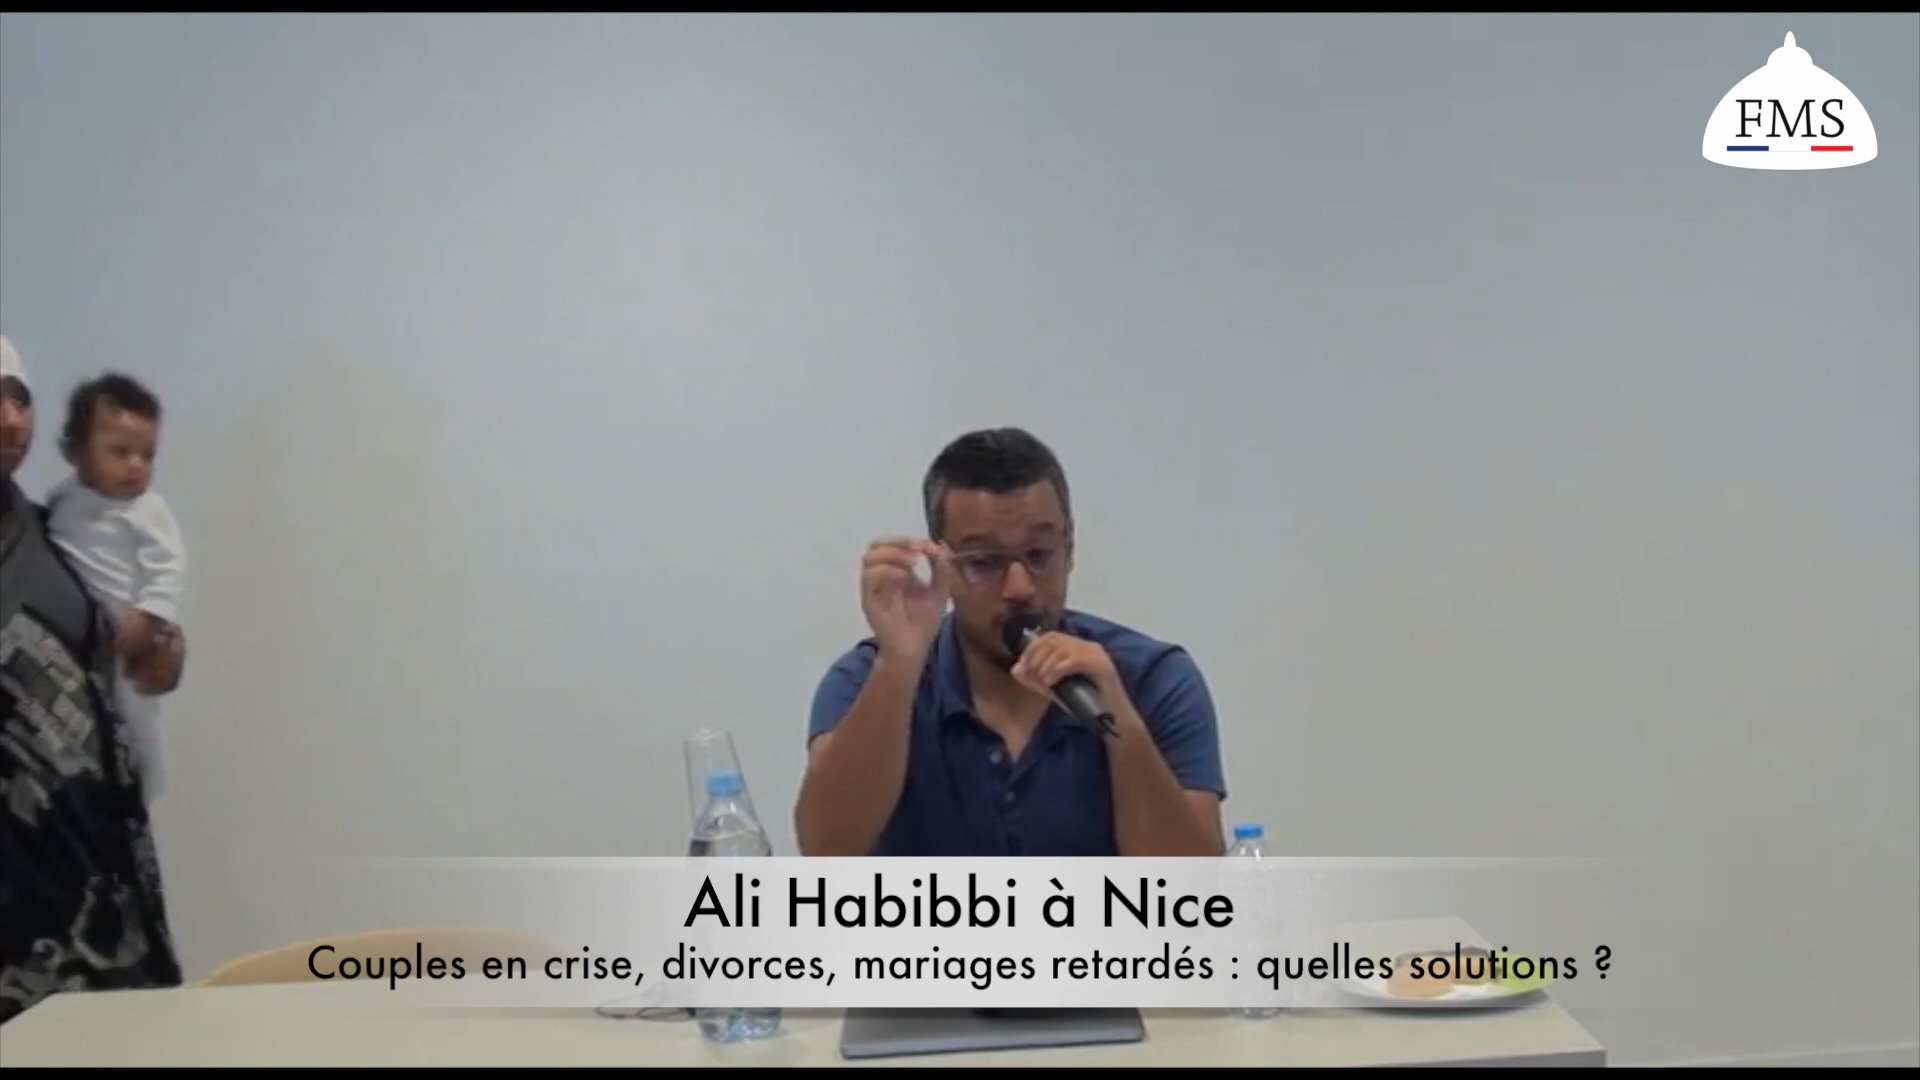 FMS
Ali Habibbi à Nice
Couples en crise, divorces, mariages retardés : quelles solutions ?